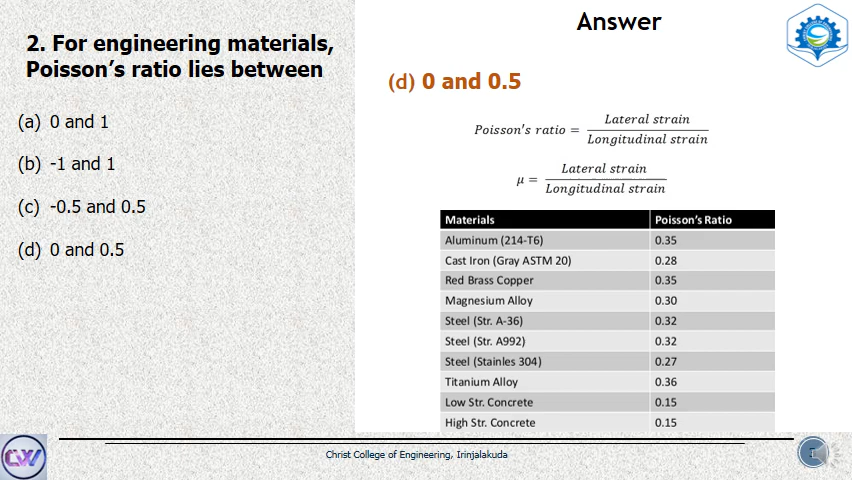 2. For engineering materials,
Poisson's ratio lies between
(a) 0 and 1
(b) -1 and 1
(c) -0.5 and 0.5
(d) 0 and 0.5
Answer
(d) 0 and 0.5
Poisson's ratio = Lateral strain / Longitudinal strain
μ = Lateral strain / Longitudinal strain
Materials Poisson's Ratio
Aluminum (214-T6) 0.35
Cast Iron (Gray ASTM 20) 0.28
Red Brass Copper 0.35
Magnesium Alloy 0.30
Steel (Str. A-36) 0.32
Steel (Str. A992) 0.32
Steel (Stainles 304) 0.27
Titanium Alloy 0.36
Low Str. Concrete 0.15
High Str. Concrete 0.15
CW
Christ College of Engineering, Irinjalakuda